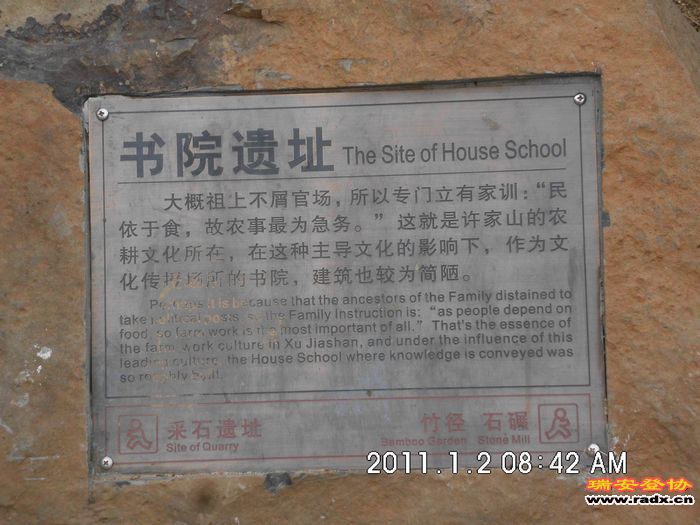 书院遗址 The Site of House School
大概祖上不屑官场，所以专门立有家训：“民
依于食，故农事最为急务。”这就是许家山的农
耕文化所在，在这种主导文化的影响下，作为文
化传播场所的书院，建筑也较为简陋。
Perhaps it is because that the ancestors of the Family distained to
take political posts, so the Family Instruction is: “as people depend on
food, so farm work is the most important of all.” That's the essence of
the farm work culture in Xu Jiashan, and under the influence of this
leading culture, the House School where knowledge is conveyed was
so roughly built.
采石遗址 竹径 石碾
Site of Quarry Bamboo Garden Stone Mill
2011.1.2 08:42 AM
瑞安登协
www.radx.cn